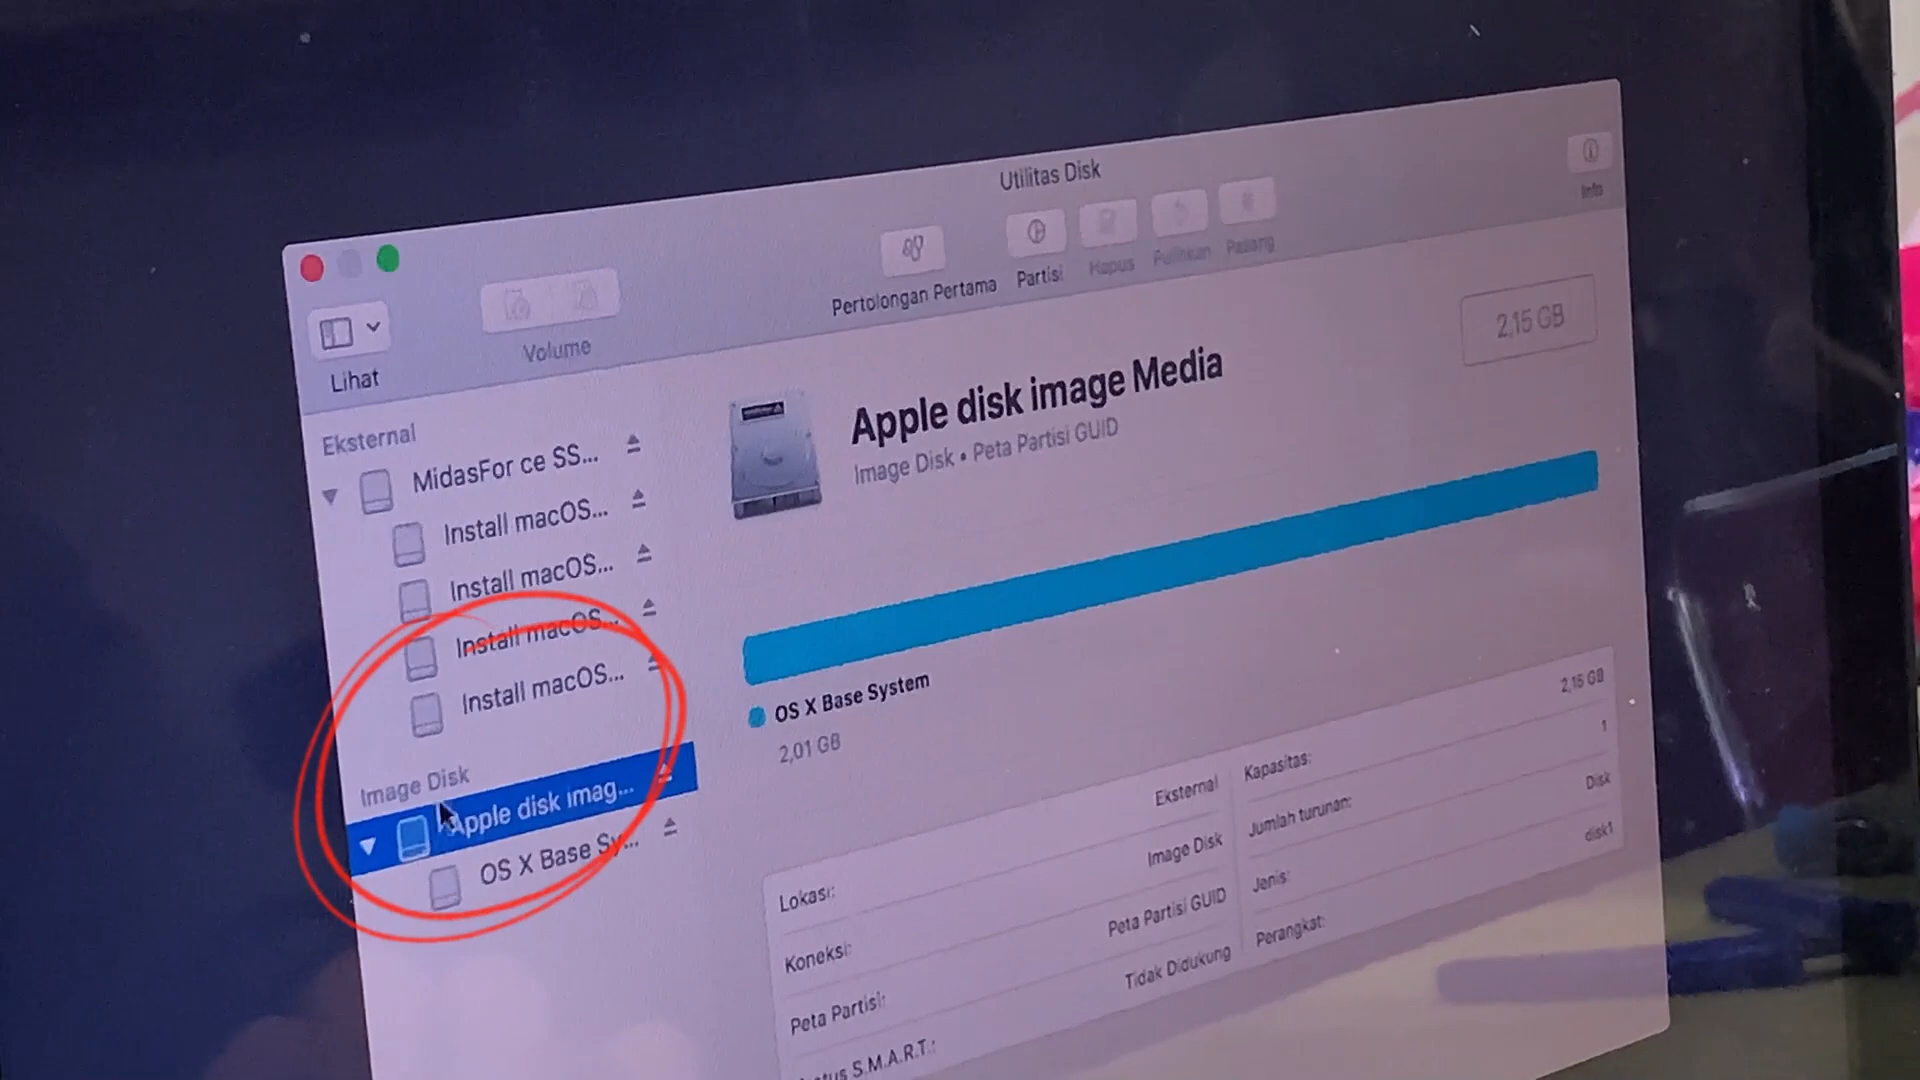 Utilitas Disk
Info
Lihat
Volume
Pertolongan Pertama
Partisi
Hapus
Pulihkan
Pasang
Eksternal
MidasFor ce SS...
Install macOS...
Install macOS...
Install macOS...
Install macOS...
Image Disk
Apple disk imag...
OS X Base Sy...
Apple disk image Media
Image Disk • Peta Partisi GUID
2,15 GB
OS X Base System
2,01 GB
Lokasi: Eksternal
Koneksi: Image Disk
Peta Partisi: Peta Partisi GUID
S.M.A.R.T.: Tidak Didukung
Kapasitas: 2,15 GB
Jumlah turunan: 1
Jenis: Disk
Perangkat: disk1